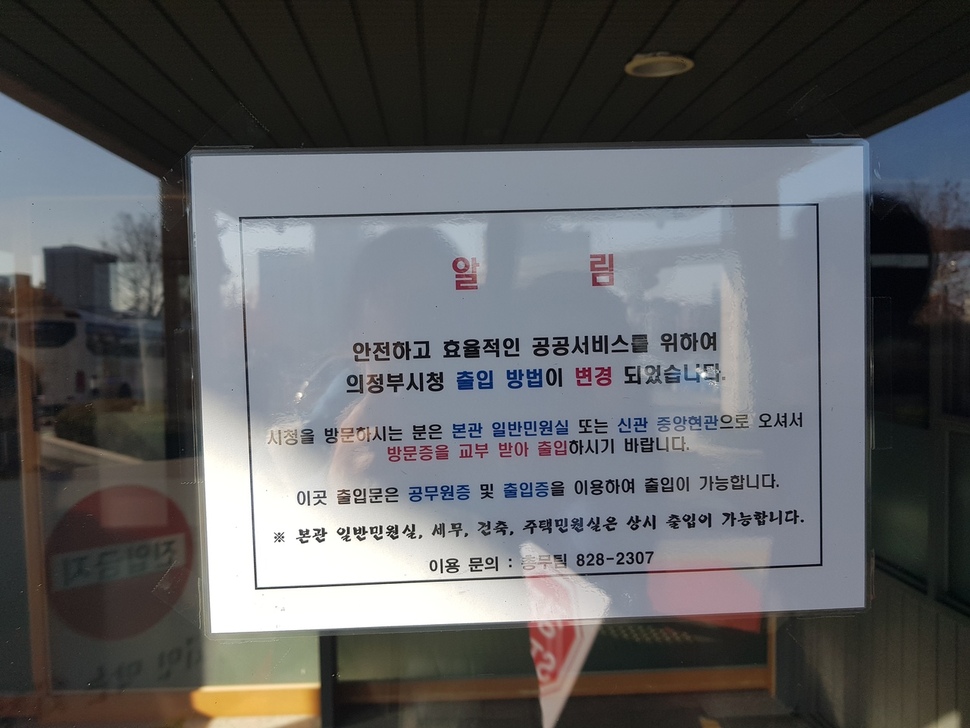 알 림
안전하고 효율적인 공공서비스를 위하여
의정부시청 출입 방법이 변경 되었습니다.
시청을 방문하시는 분은 본관 일반민원실 또는 신관 중앙현관으로 오셔서
방문증을 교부 받아 출입하시기 바랍니다.
이곳 출입문은 공무원증 및 출입증을 이용하여 출입이 가능합니다.
※ 본관 일반민원실, 세무, 건축, 주택민원실은 상시 출입이 가능합니다.
이용 문의 : 총무팀 828-2307
진입금지